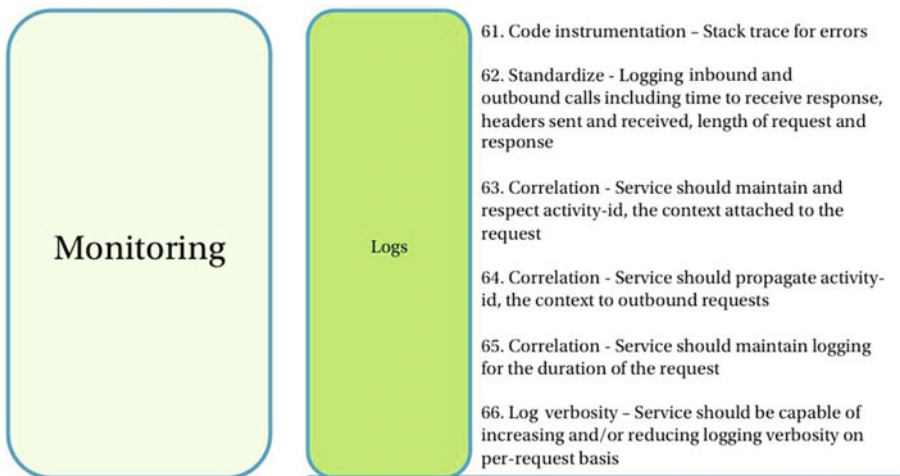 Monitoring
Logs
61. Code instrumentation – Stack trace for errors
62. Standardize - Logging inbound and
outbound calls including time to receive response,
headers sent and received, length of request and
response
63. Correlation - Service should maintain and
respect activity-id, the context attached to the
request
64. Correlation - Service should propagate activity-
id, the context to outbound requests
65. Correlation - Service should maintain logging
for the duration of the request
66. Log verbosity – Service should be capable of
increasing and/or reducing logging verbosity on
per-request basis